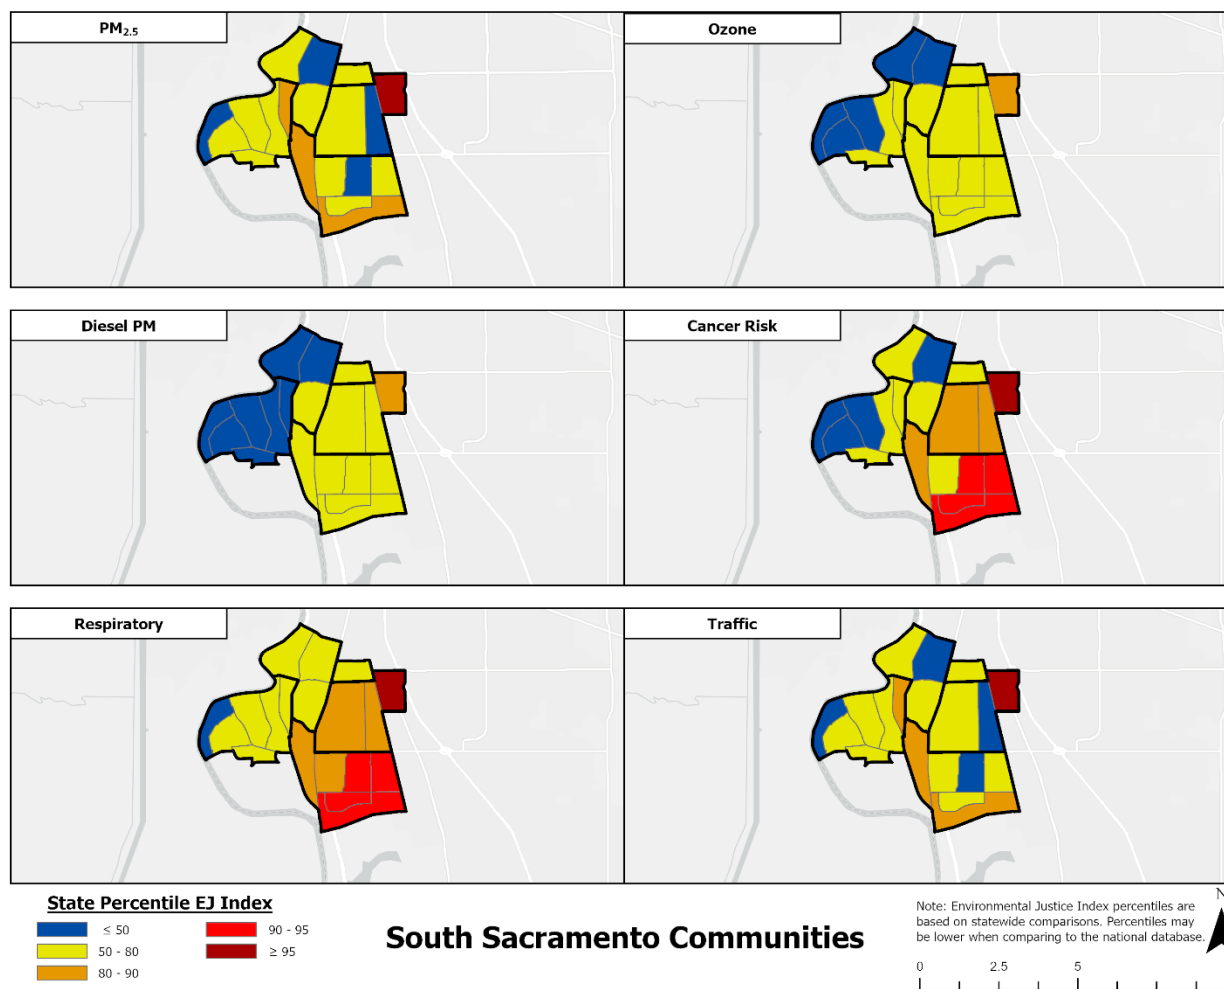 PM2.5
Ozone
Diesel PM
Cancer Risk
Respiratory
Traffic
State Percentile EJ Index
≤ 50
90 - 95
50 - 80
≥ 95
80 - 90
South Sacramento Communities
Note: Environmental Justice Index percentiles are
based on statewide comparisons. Percentiles may
be lower when comparing to the national database.
N
0 2.5 5